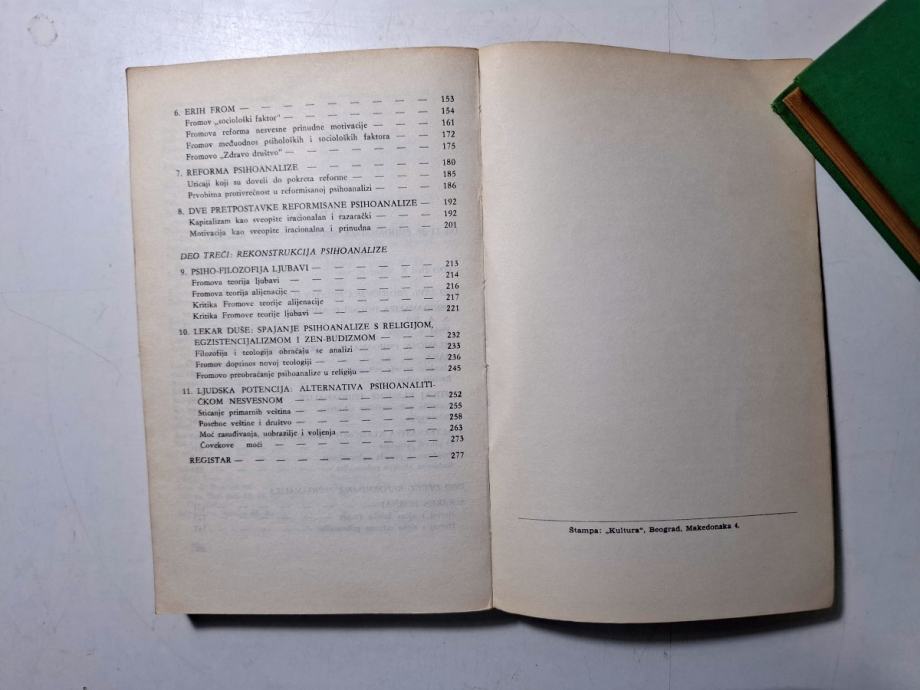 6. ERIH FROM — — — — — — — — — 153
Fromov „sociološki faktor" — — — — — — — 154
Fromova reforma nesvesne prinudne motivacije — — — 161
Fromov međuodnos psiholoških i socioloških faktora — — 172
Fromovo „Zdravo društvo" — — — — — — — 175
7. REFORMA PSIHOANALIZE — — — — — — 180
Uticaji koji su doveli do pokreta reforme — — — — 185
Prvobitna protivrečnost u reformisanoj psihoanalizi — — — 186
8. DVE PRETPOSTAVKE REFORMISANE PSIHOANALIZE — 192
Kapitalizam kao sveopšte iracionalan i razarački — — — 192
Motivacija kao sveopšte iracionalna i prinudna — — — 201
DEO TREĆI: REKONSTRUKCIJA PSIHOANALIZE
9. PSIHO-FILOZOFIJA LJUBAVI — — — — — — 213
Fromova teorija ljubavi — — — — — — — 214
Fromova teorija alijenacije — — — — — — — 216
Kritika Fromove teorije alijenacije — — — — — 217
Kritika Fromove teorije ljubavi — — — — — — 221
10. LEKAR DUŠE: SPAJANJE PSIHOANALIZE S RELIGIJOM,
EGZISTENCIJALIZMOM I ZEN-BUDIZMOM — — — 232
Filozofija i teologija obraćaju se analizi — — — — 233
Fromov doprinos novoj teologiji — — — — — — 236
Fromovo preobraćanje psihoanalize u religiju — — — — 245
11. LJUDSKA POTENCIJA: ALTERNATIVA PSIHOANALITI-
ČKOM NESVESNOM — — — — — — — 252
Sticanje primarnih veština — — — — — — — 255
Posebne veštine i društvo — — — — — — — 258
Moć rasuđivanja, uobrazilje i voljenja — — — — — 263
Čovekove moći — — — — — — — — 273
REGISTAR — — — — — — — — — — 277
Štampa: „Kultura", Beograd, Makedonska 4.